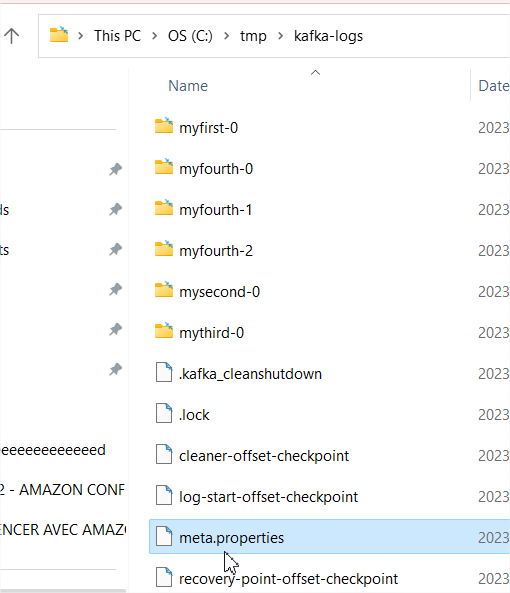 This PC > OS (C:) > tmp > kafka-logs
Name Date
myfirst-0 2023
myfourth-0 2023
myfourth-1 2023
ds
myfourth-2 2023
ts
mysecond-0 2023
mythird-0 2023
.kafka_cleanshutdown 2023
.lock 2023
eeeeeeeeeeeeed
cleaner-offset-checkpoint 2023
2 - AMAZON CONF
log-start-offset-checkpoint 2023
ENCER AVEC AMAZ
meta.properties 2023
recovery-point-offset-checkpoint 2023